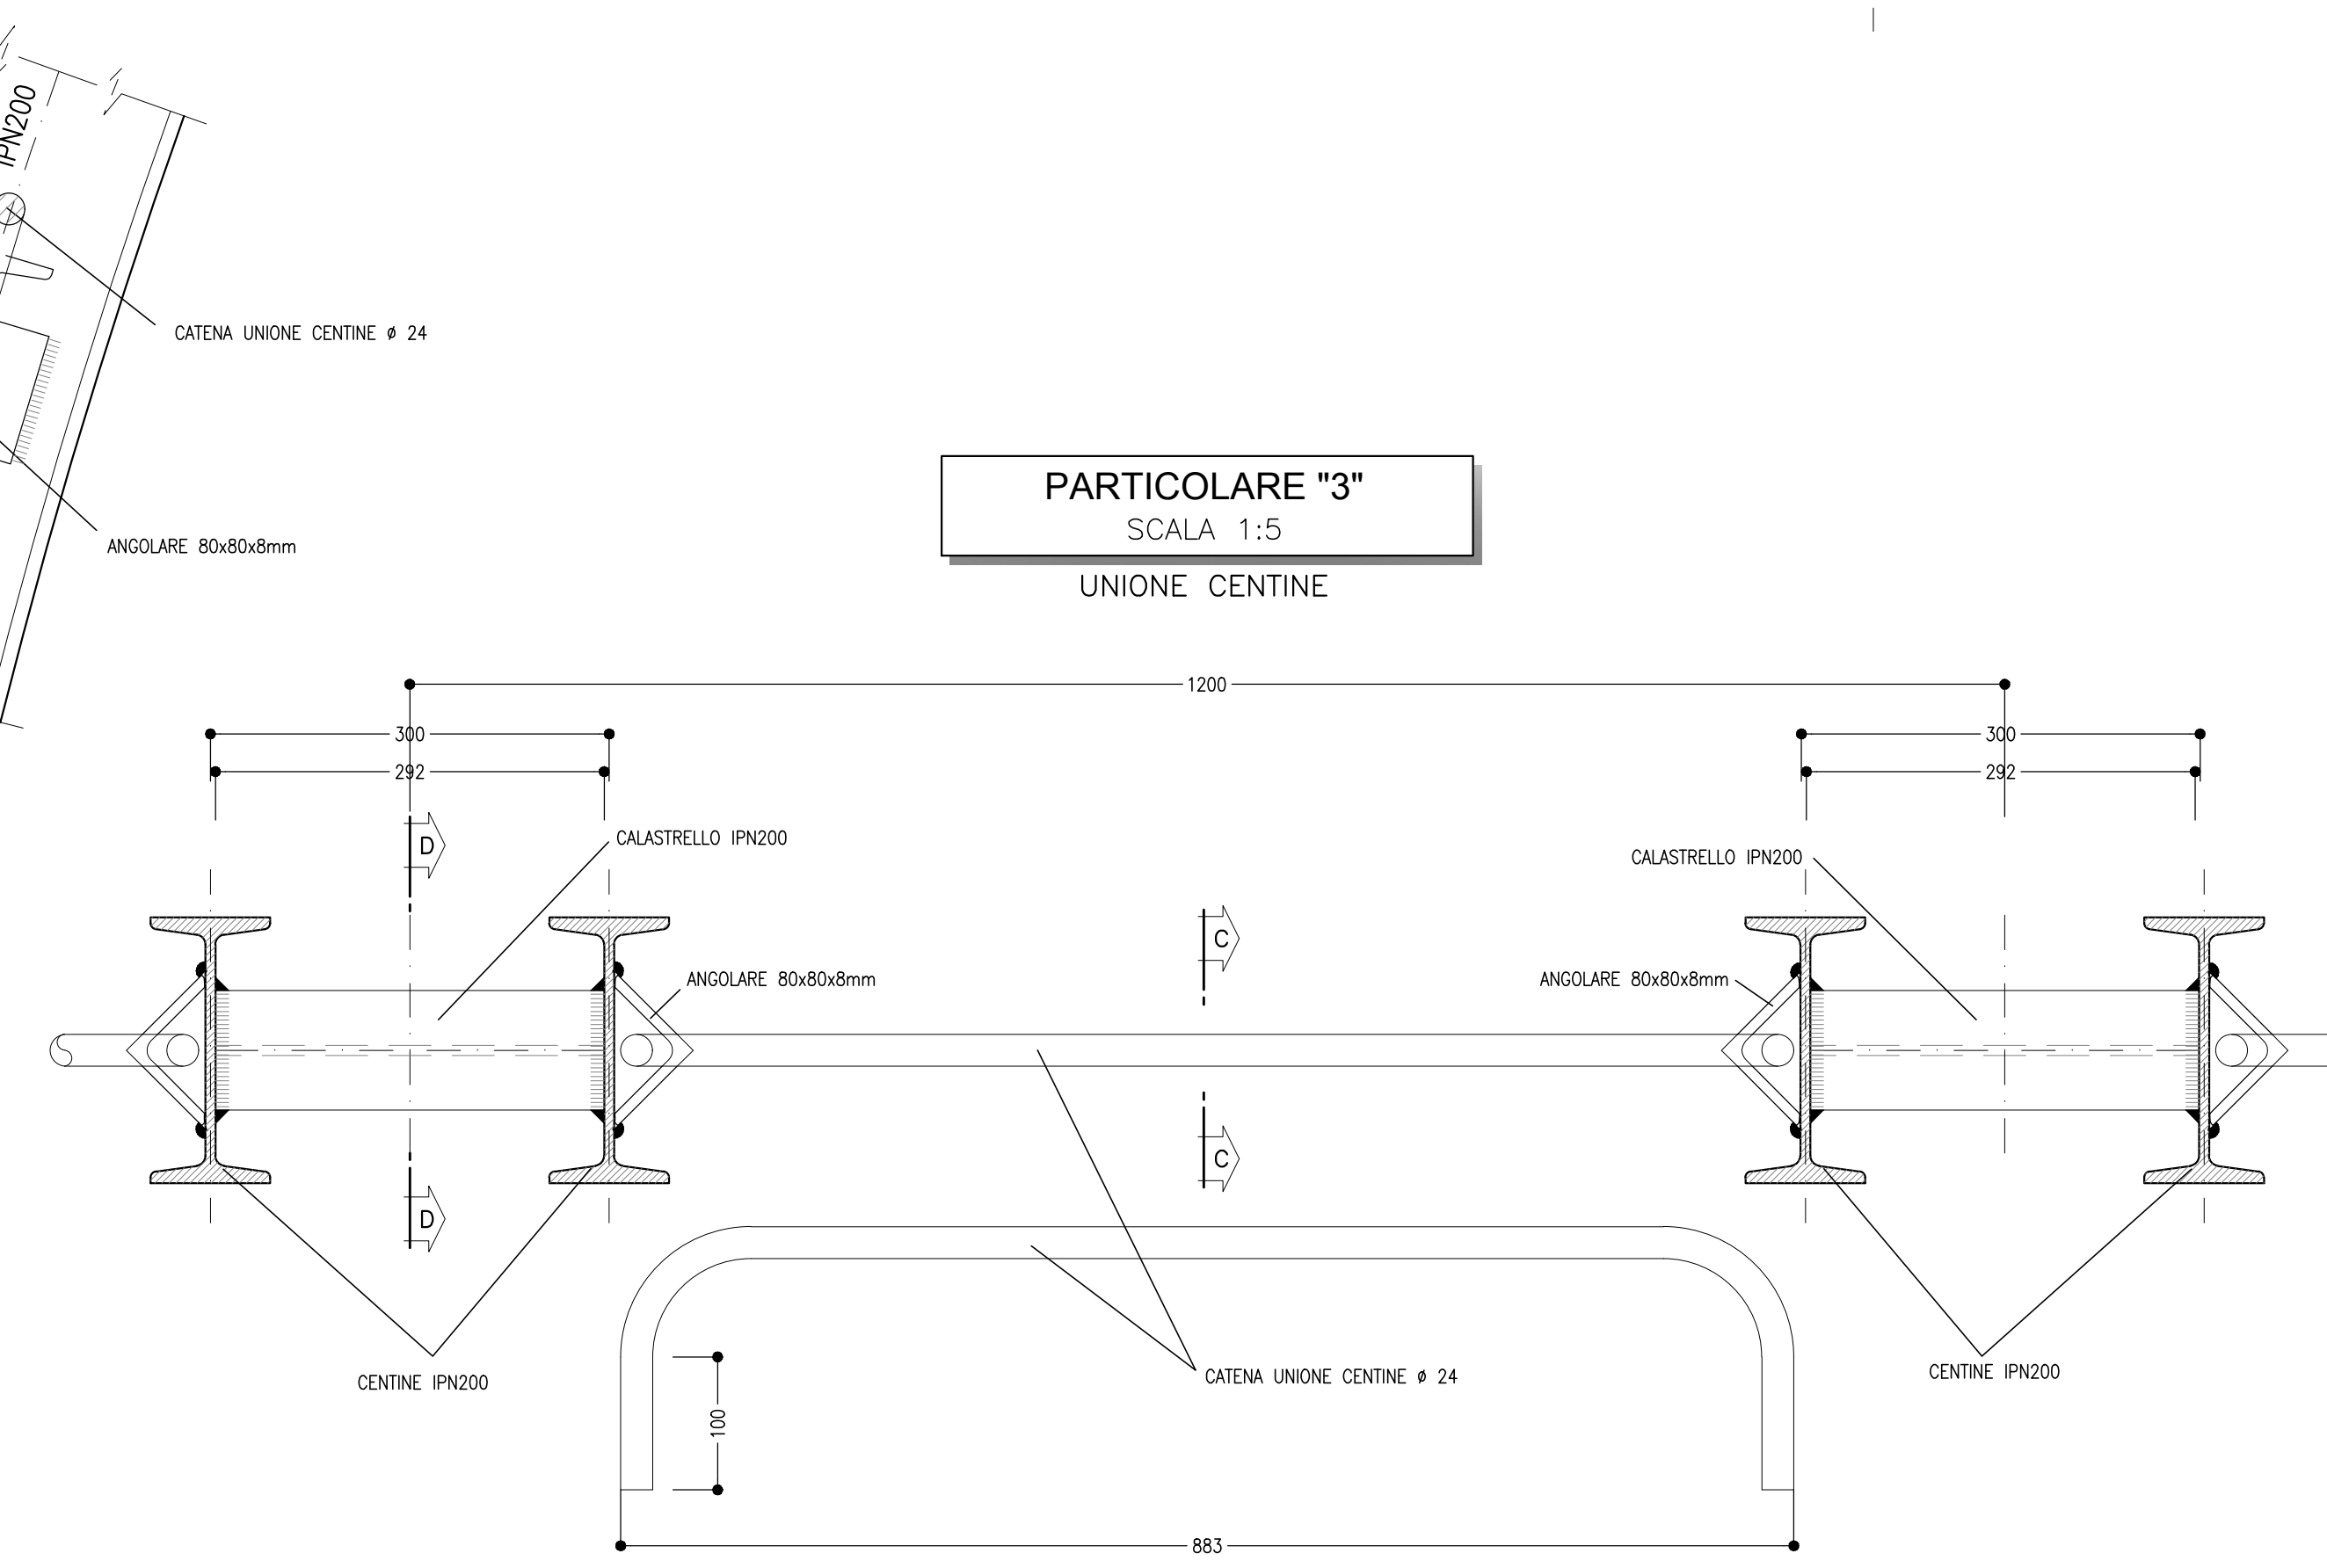 IPN200
CATENA UNIONE CENTINE ø 24
ANGOLARE 80x80x8mm
PARTICOLARE "3"
SCALA 1:5
UNIONE CENTINE
1200
300
300
292
292
D
CALASTRELLO IPN200
CALASTRELLO IPN200
C
ANGOLARE 80x80x8mm
ANGOLARE 80x80x8mm
C
D
CENTINE IPN200
CATENA UNIONE CENTINE ø 24
CENTINE IPN200
100
883